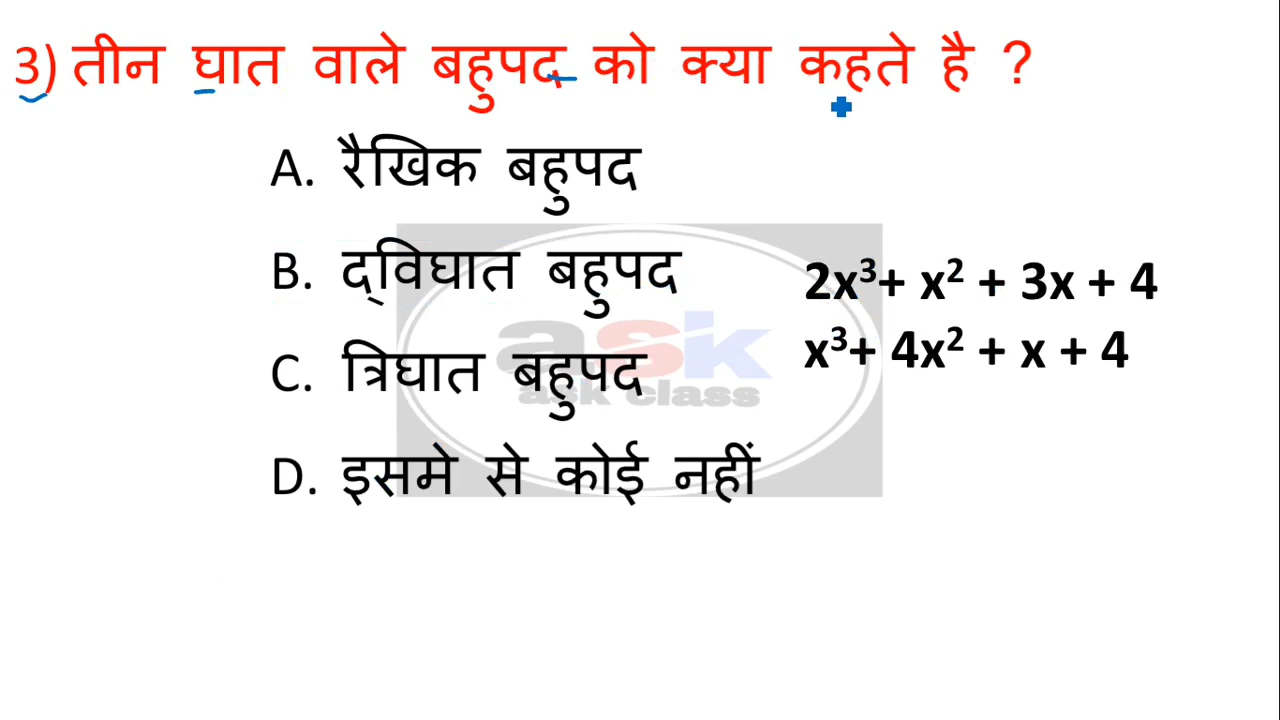 3) तीन घात वाले बहुपद को क्या कहते है ?
A. रैखिक बहुपद
B. द्विघात बहुपद
2x³+ x² + 3x + 4
x³+ 4x² + x + 4
C. त्रिघात बहुपद
ask
ask class
D. इसमे से कोई नहीं